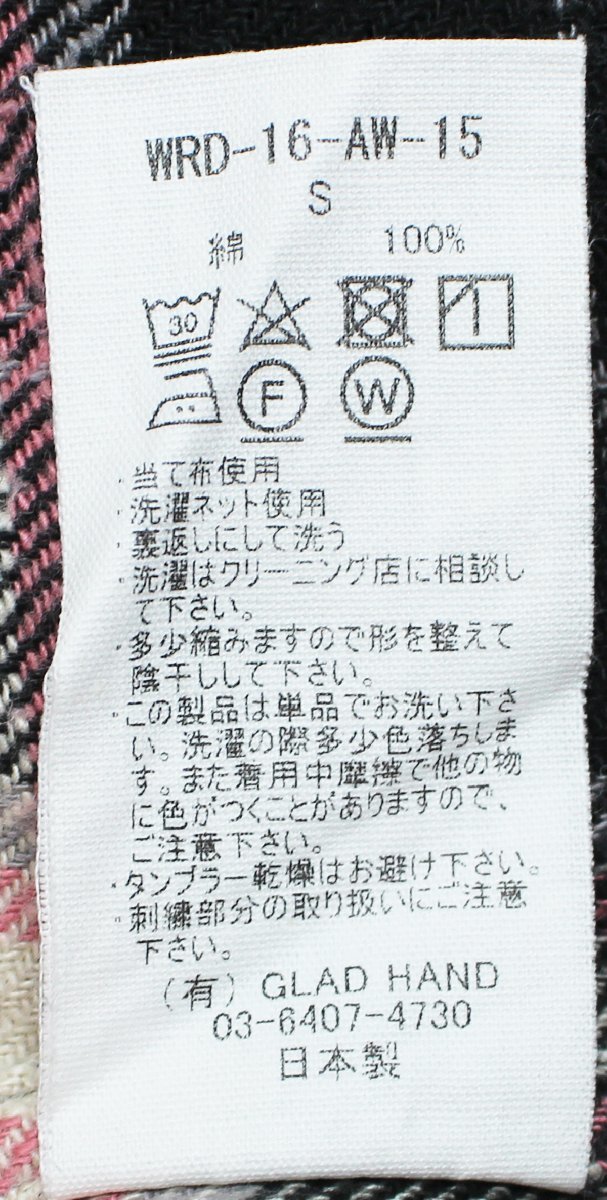 WRD-16-AW-15
S
綿 100%
30
F W
・当て布使用
・洗濯ネット使用
・裏返しにして洗う
・洗濯はクリーニング店に相談し
て下さい。
・多少縮みますので形を整えて
陰干しして下さい。
・この製品は単品でお洗い下さ
い。洗濯の際多少色落ちしま
す。また着用中摩擦で他の物
に色がつくことがありますので、
ご注意下さい。
・タンブラー乾燥はお避け下さい。
・刺繍部分の取り扱いにご注意
下さい。
(有) GLAD HAND
03-6407-4730
日本製